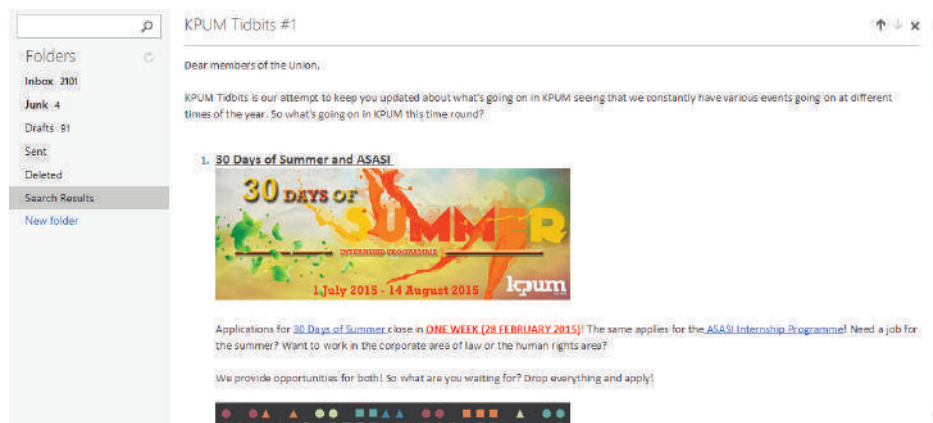 KPUM Tidbits #1
Folders
Inbox 2101
Junk 4
Drafts 91
Sent
Deleted
Search Results
New folder
Dear members of the Union,
KPUM Tidbits is our attempt to keep you updated about what's going on in KPUM seeing that we constantly have various events going on at different
times of the year. So what's going on in KPUM this time round?
1. 30 Days of Summer and ASASI
30 DAYS OF
SUMMER
INTERNSHIP PROGRAMME
1 July 2015 - 14 August 2015
kpum
Applications for 30 Days of Summer close in ONE WEEK (28 FEBRUARY 2015)! The same applies for the ASASI Internship Programme! Need a job for
the summer? Want to work in the corporate area of law or the human rights area?
We provide opportunities for both! So what are you waiting for? Drop everything and apply!